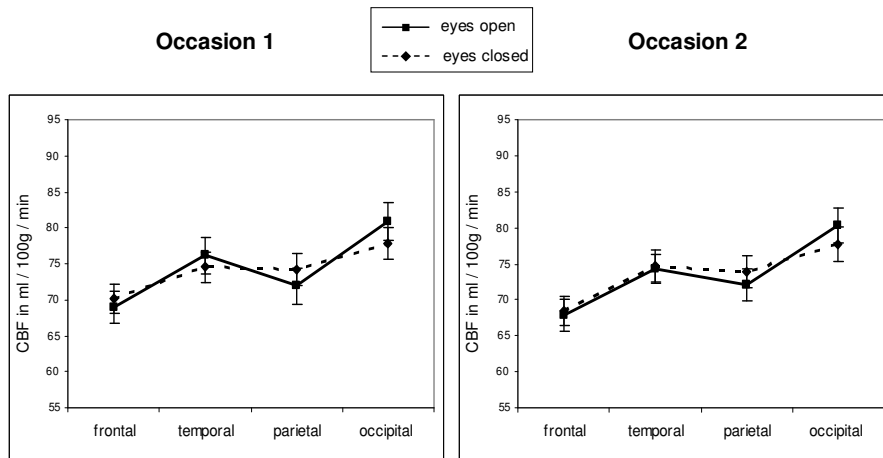 Occasion 1
eyes open
eyes closed
Occasion 2
CBF in ml / 100g / min
95
90
85
80
75
70
65
60
55
frontal temporal parietal occipital
CBF in ml / 100g / min
95
90
85
80
75
70
65
60
55
frontal temporal parietal occipital